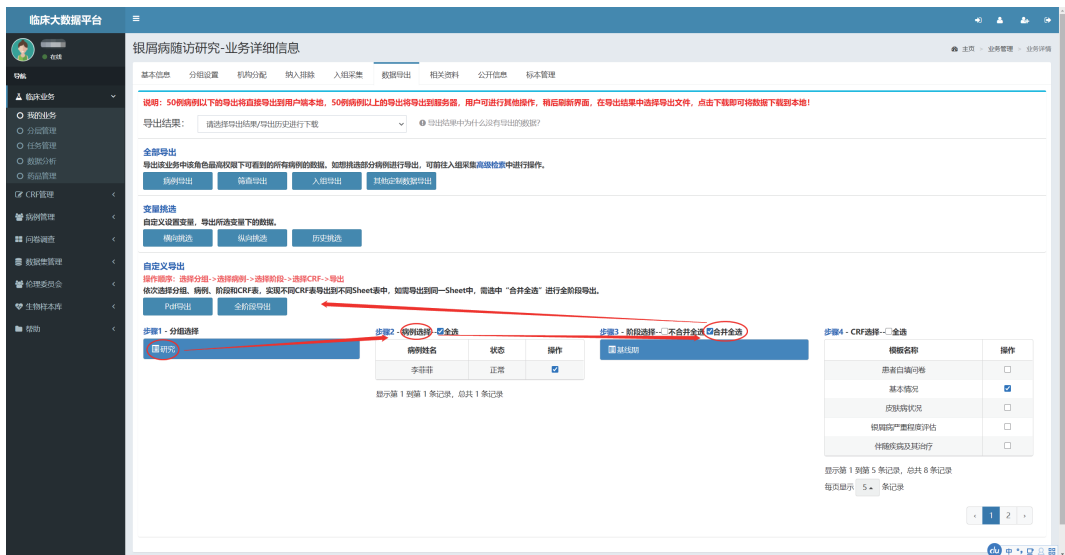 临床大数据平台
在线
导航
临床业务
我的业务
分层管理
任务管理
数据分析
药品管理
CRF管理
病例管理
问卷调查
数据集管理
伦理委员会
生物样本库
帮助
银屑病随访研究-业务详细信息
主页 > 业务管理 > 业务详情
基本信息 分组设置 机构分配 纳入排除 入组采集 数据导出 相关资料 公开信息 标本管理
说明：50例病例以下的导出将直接导出到用户端本地，50例病例以上的导出将导出到服务器，用户可进行其他操作，稍后刷新界面，在导出结果中选择导出文件，点击下载即可将数据下载到本地！
导出结果： 请选择导出结果/导出历史进行下载 导出结果中为什么没有导出的数据?
全部导出
导出该业务中该角色最高权限下可看到的所有病例的数据。如想挑选部分病例进行导出，可前往入组采集高级检索中进行操作。
病例导出 筛查导出 入组导出 其他定制数据导出
变量挑选
自定义设置变量，导出所选变量下的数据。
横向挑选 纵向挑选 历史挑选
自定义导出
操作顺序：选择分组->选择病例->选择阶段->选择CRF->导出
依次选择分组、病例、阶段和CRF表，实现不同CRF表导出到不同Sheet表中，如需导出到同一Sheet中，需选中“合并全选”进行全阶段导出。
Pdf导出 全阶段导出
步骤1 - 分组选择
研究
步骤2 - 病例选择--全选
病例姓名 状态 操作
李菲菲 正常
显示第 1 到第 1 条记录，总共 1 条记录
步骤3 - 阶段选择--不合并全选 合并全选
基线期
步骤4 - CRF选择--全选
模板名称 操作
患者自填问卷
基本情况
皮肤病状况
银屑病严重程度评估
伴随疾病及其治疗
显示第 1 到第 5 条记录，总共 8 条记录
每页显示 5 条记录
‹ 1 2 ›
du 中